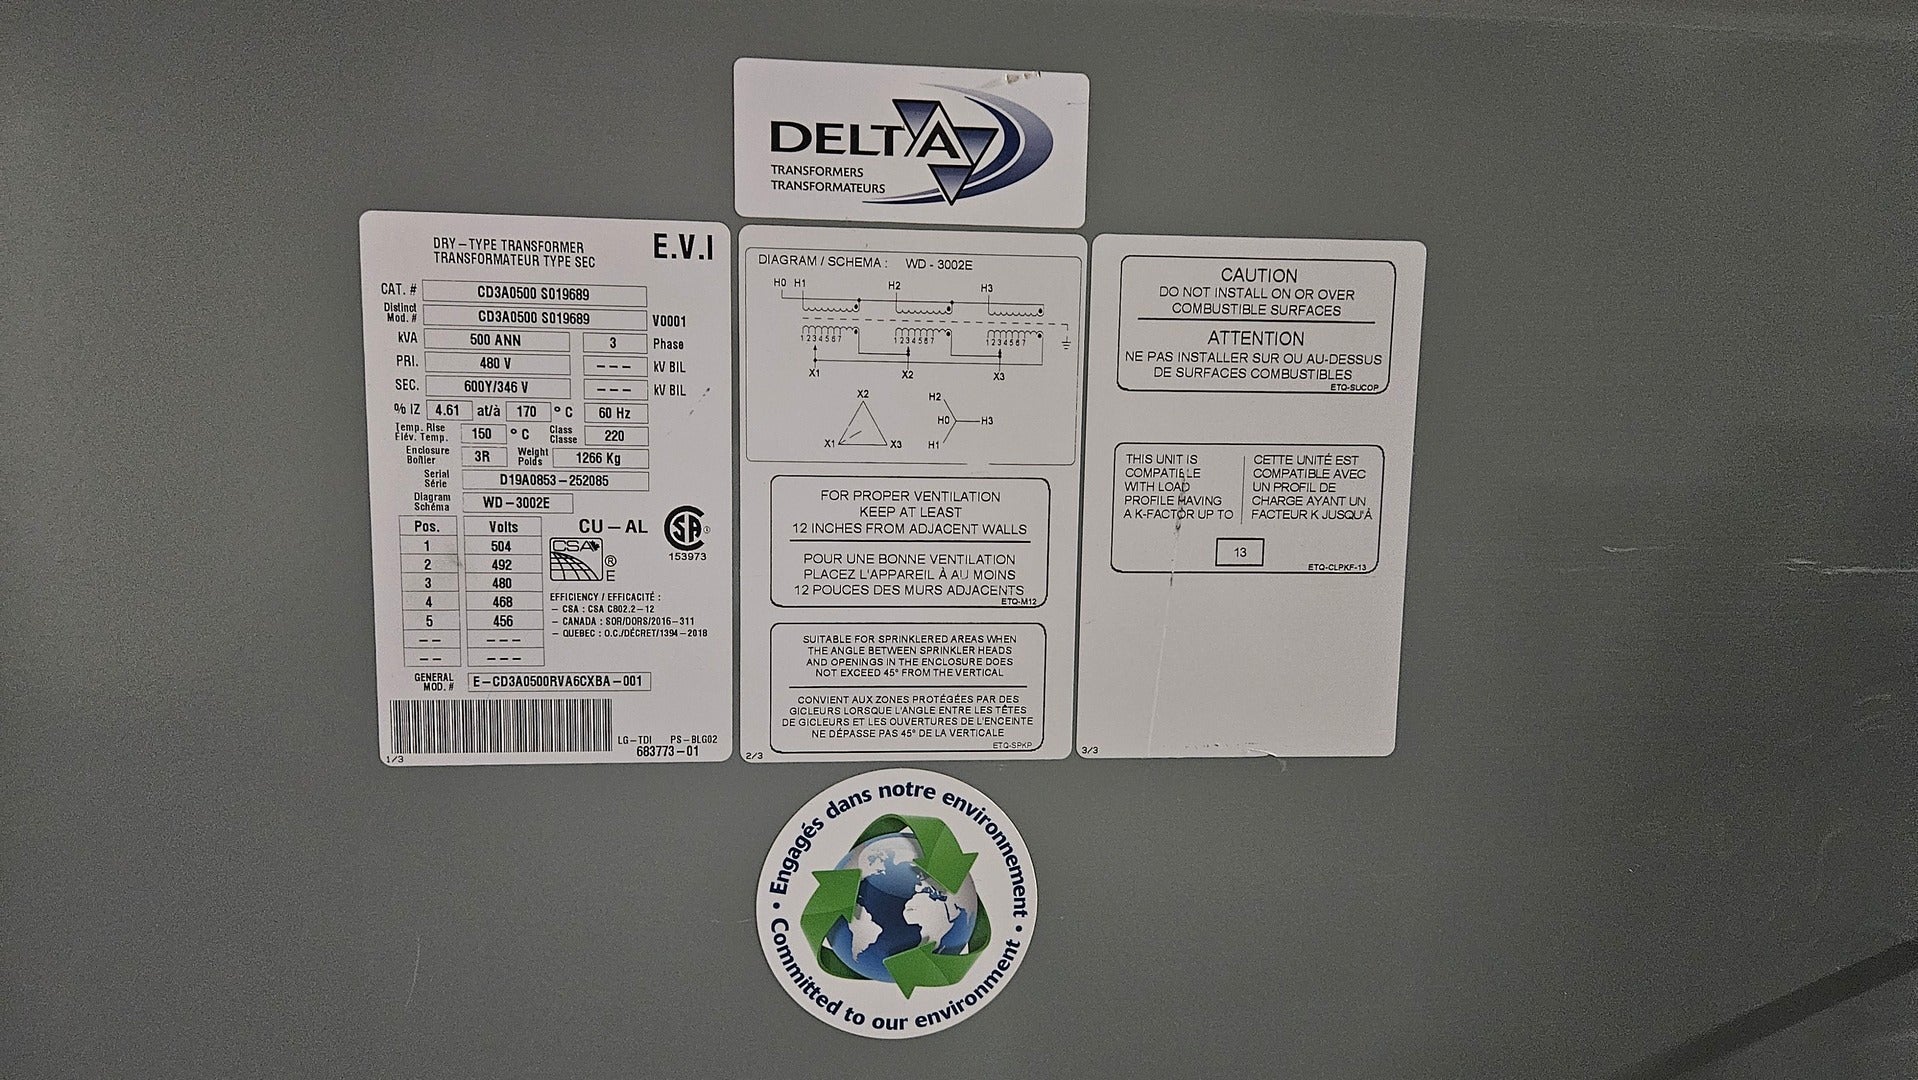 DELTA
TRANSFORMERS
TRANSFORMATEURS
DRY-TYPE TRANSFORMER
TRANSFORMATEUR TYPE SEC
E.V.I
CAT. # CD3A0500 S019689
Distinct Mod. # CD3A0500 S019689 V0001
kVA 500 ANN 3 Phase
PRI. 480 V --- kV BIL
SEC. 600Y/346 V --- kV BIL
% IZ 4.61 at/à 170 °C 60 Hz
Temp. Rise Élév. Temp. 150 °C Class Classe 220
Enclosure Boîtier 3R Weight Poids 1266 Kg
Serial Série D19A0853-252085
Diagram Schéma WD-3002E
Pos. Volts
1 504
2 492
3 480
4 468
5 456
-- ---
-- ---
CU-AL
CSA
® E
SA
153973
EFFICIENCY / EFFICACITÉ :
- CSA : CSA C802.2-12
- CANADA : SOR/DORS/2016-311
- QUEBEC : O.C./DÉCRET/1394-2018
GENERAL MOD. # E-CD3A0500RVA6CXBA-001
LG-TDI PS-BLG02
683773-01
1/3
DIAGRAM / SCHEMA : WD - 3002E
H0 H1 H2 H3
1234567 1234567 1234567
X1 X2 X3
X2
X1 X3
H2
H0 H3
H1
FOR PROPER VENTILATION
KEEP AT LEAST
12 INCHES FROM ADJACENT WALLS
POUR UNE BONNE VENTILATION
PLACEZ L'APPAREIL À AU MOINS
12 POUCES DES MURS ADJACENTS
ETQ-M12
SUITABLE FOR SPRINKLERED AREAS WHEN
THE ANGLE BETWEEN SPRINKLER HEADS
AND OPENINGS IN THE ENCLOSURE DOES
NOT EXCEED 45° FROM THE VERTICAL
CONVIENT AUX ZONES PROTÉGÉES PAR DES
GICLEURS LORSQUE L'ANGLE ENTRE LES TÊTES
DE GICLEURS ET LES OUVERTURES DE L'ENCEINTE
NE DÉPASSE PAS 45° DE LA VERTICALE
ETQ-SPKP
2/3
CAUTION
DO NOT INSTALL ON OR OVER
COMBUSTIBLE SURFACES
ATTENTION
NE PAS INSTALLER SUR OU AU-DESSUS
DE SURFACES COMBUSTIBLES
ETQ-SUCOP
THIS UNIT IS
COMPATIBLE
WITH LOAD
PROFILE HAVING
A K-FACTOR UP TO
CETTE UNITÉ EST
COMPATIBLE AVEC
UN PROFIL DE
CHARGE AYANT UN
FACTEUR K JUSQU'À
13
ETQ-CLPKF-13
3/3
• Engagés dans notre environnement •
Committed to our environment